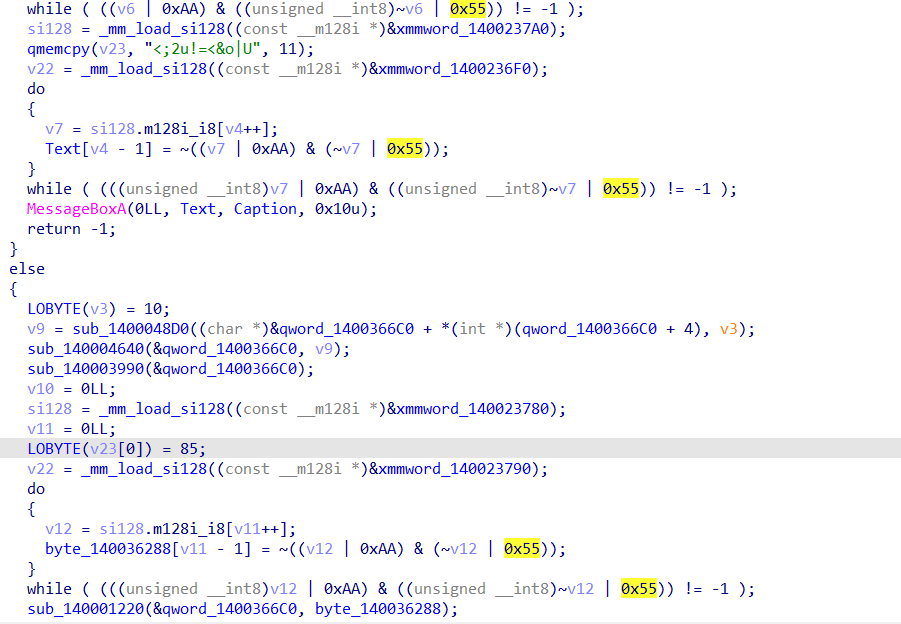 while ( ((v6 | 0xAA) & ((unsigned __int8)~v6 | 0x55)) != -1 );
si128 = _mm_load_si128((const __m128i *)&xmmword_1400237A0);
qmemcpy(v23, "<;2u!=<&o|U", 11);
v22 = _mm_load_si128((const __m128i *)&xmmword_1400236F0);
do
{
v7 = si128.m128i_i8[v4++];
Text[v4 - 1] = ~((v7 | 0xAA) & (~v7 | 0x55));
}
while ( (((unsigned __int8)v7 | 0xAA) & ((unsigned __int8)~v7 | 0x55)) != -1 );
MessageBoxA(0LL, Text, Caption, 0x10u);
return -1;
}
else
{
LOBYTE(v3) = 10;
v9 = sub_1400048D0((char *)&qword_1400366C0 + *(int *)(qword_1400366C0 + 4), v3);
sub_140004640(&qword_1400366C0, v9);
sub_140003990(&qword_1400366C0);
v10 = 0LL;
si128 = _mm_load_si128((const __m128i *)&xmmword_140023780);
v11 = 0LL;
LOBYTE(v23[0]) = 85;
v22 = _mm_load_si128((const __m128i *)&xmmword_140023790);
do
{
v12 = si128.m128i_i8[v11++];
byte_140036288[v11 - 1] = ~((v12 | 0xAA) & (~v12 | 0x55));
}
while ( (((unsigned __int8)v12 | 0xAA) & ((unsigned __int8)~v12 | 0x55)) != -1 );
sub_140001220(&qword_1400366C0, byte_140036288);